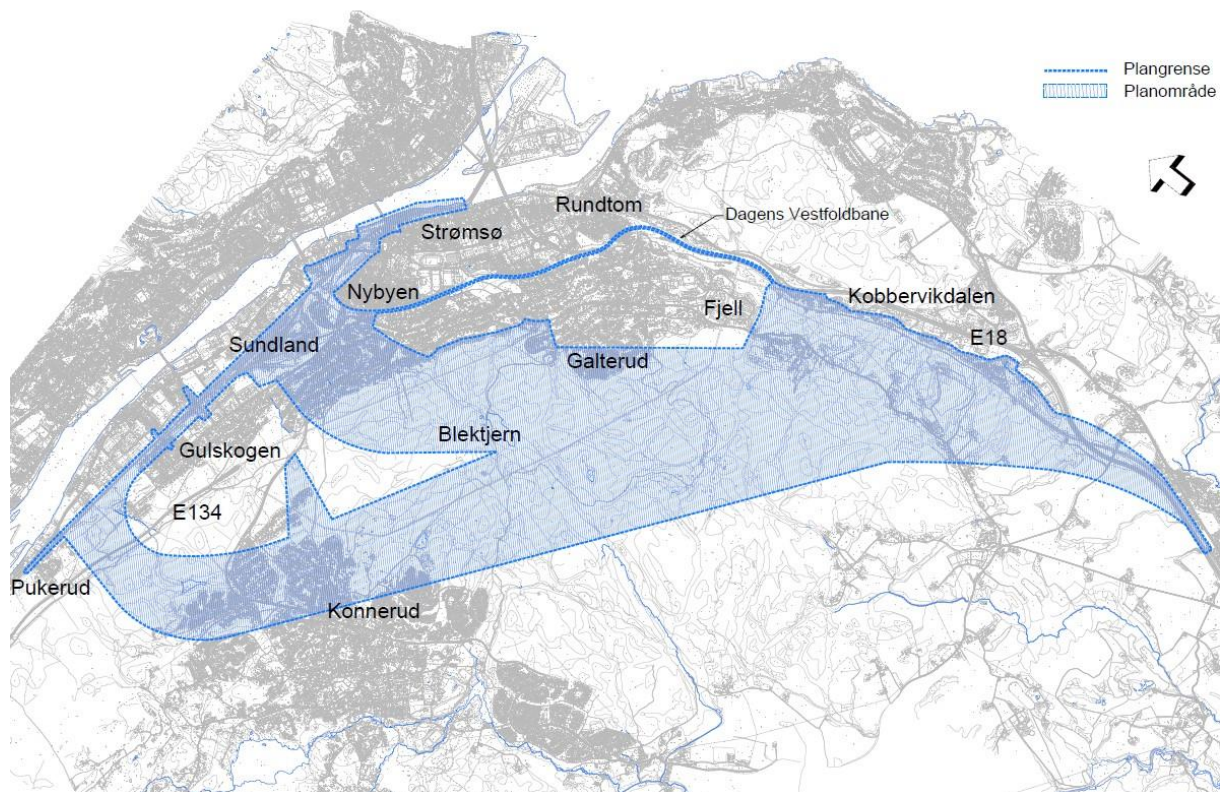 Plangrense
Planområde
Rundtom
Dagens Vestfoldbane
Strømsø
Nybyen
Kobbervikdalen
Fjell
E18
Sundland
Galterud
Blektjern
Gulskogen
E134
Pukerud
Konnerud